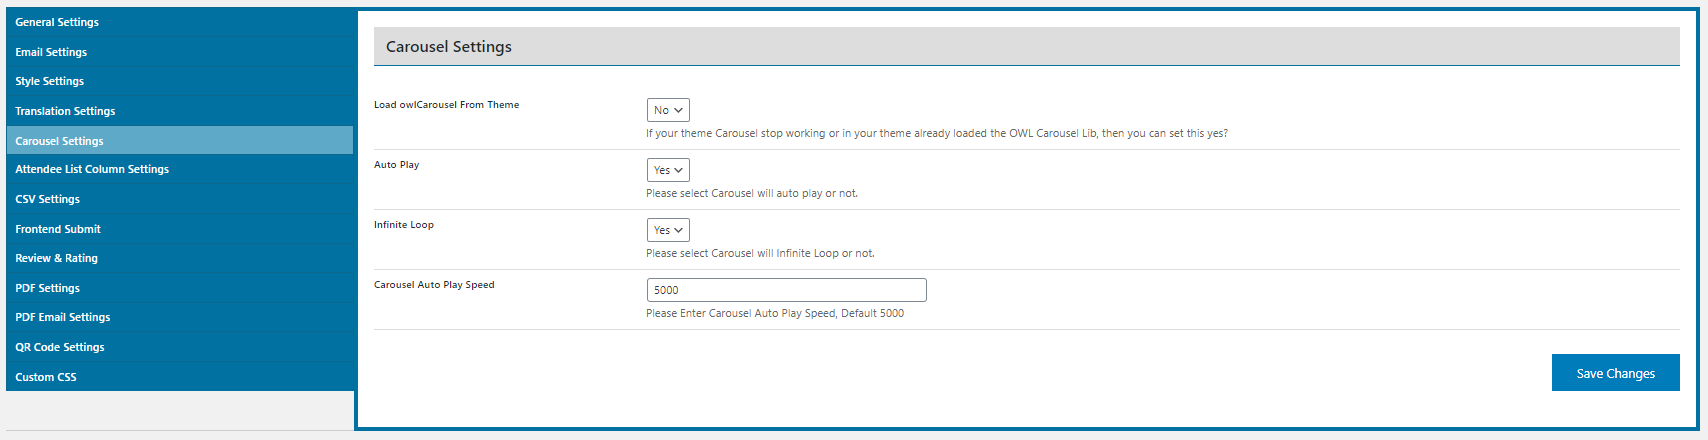 General Settings
Email Settings
Style Settings
Translation Settings
Carousel Settings
Attendee List Column Settings
CSV Settings
Frontend Submit
Review & Rating
PDF Settings
PDF Email Settings
QR Code Settings
Custom CSS
Carousel Settings
Load owlCarousel From Theme
No
If your theme Carousel stop working or in your theme already loaded the OWL Carousel Lib, then you can set this yes?
Auto Play
Yes
Please select Carousel will auto play or not.
Infinite Loop
Yes
Please select Carousel will Infinite Loop or not.
Carousel Auto Play Speed
5000
Please Enter Carousel Auto Play Speed, Default 5000
Save Changes